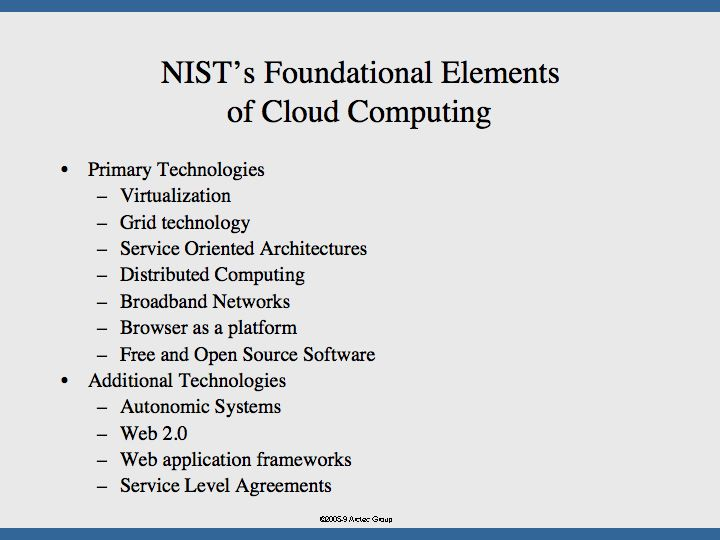 NIST’s Foundational Elements
of Cloud Computing
• Primary Technologies
– Virtualization
– Grid technology
– Service Oriented Architectures
– Distributed Computing
– Broadband Networks
– Browser as a platform
– Free and Open Source Software
• Additional Technologies
– Autonomic Systems
– Web 2.0
– Web application frameworks
– Service Level Agreements
©2005-9 Arctec Group